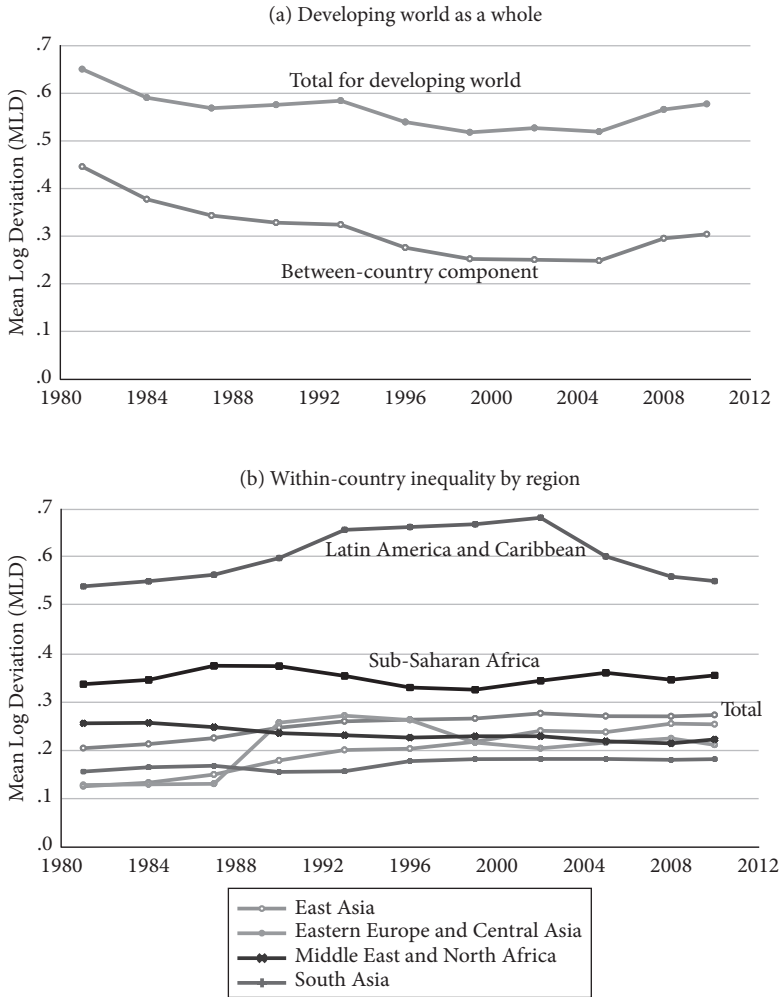 (a) Developing world as a whole
Mean Log Deviation (MLD)
.7
.6
.5
.4
.3
.2
.1
.0
Total for developing world
Between-country component
1980 1984 1988 1992 1996 2000 2004 2008 2012
(b) Within-country inequality by region
Mean Log Deviation (MLD)
.7
.6
.5
.4
.3
.2
.1
.0
Latin America and Caribbean
Sub-Saharan Africa
Total
1980 1984 1988 1992 1996 2000 2004 2008 2012
East Asia
Eastern Europe and Central Asia
Middle East and North Africa
South Asia